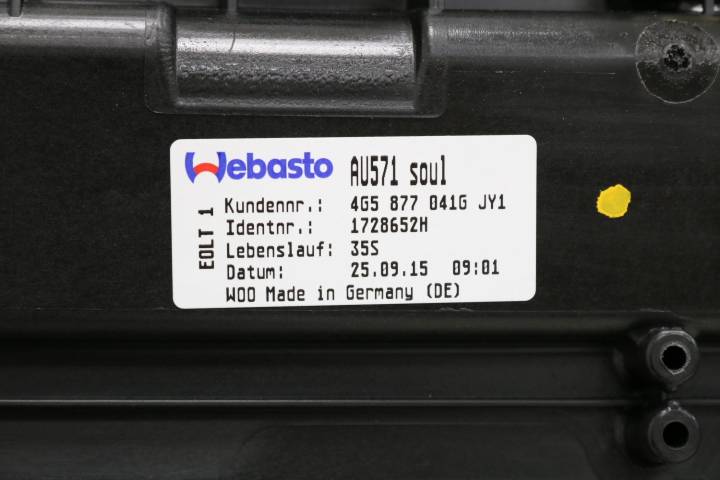 Webasto AU571 soul
EOLT 1
Kundennr.: 4G5 877 041G JY1
Identnr.: 1728652H
Lebenslauf: 35S
Datum: 25.09.15 09:01
WOO Made in Germany (DE)